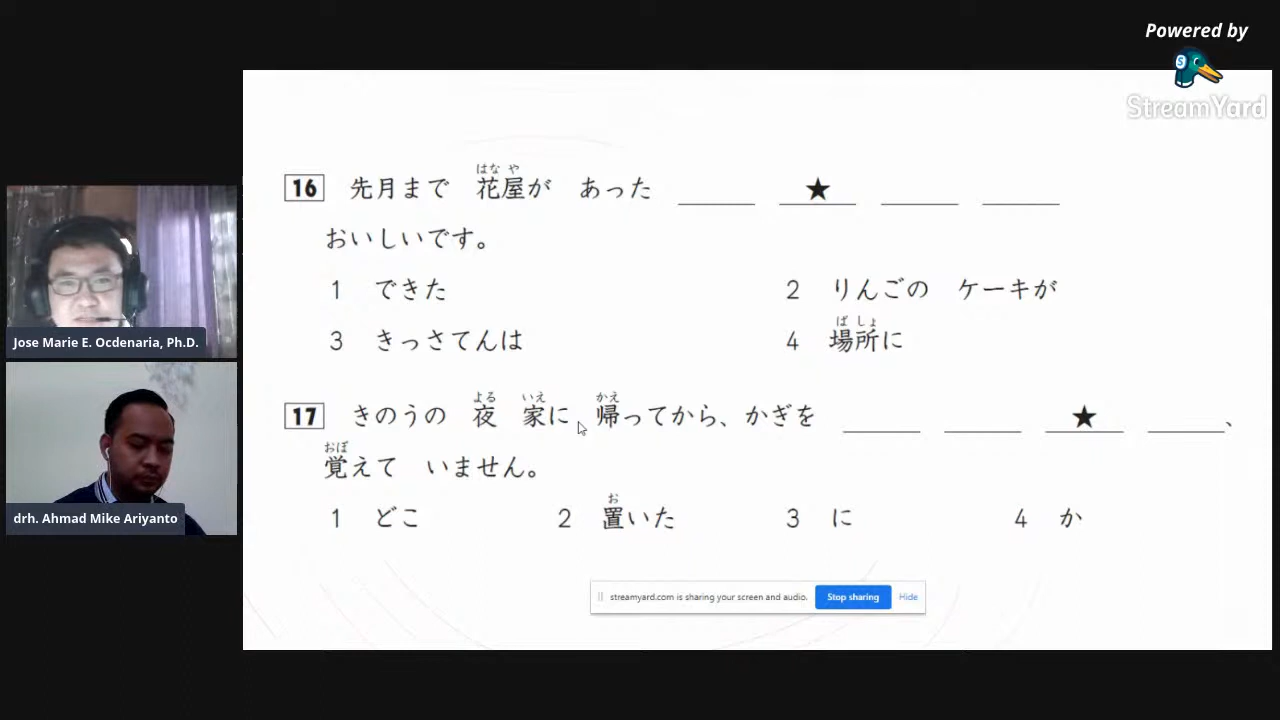 Powered by
StreamYard
16 先月まで 花屋が あった ____ __★__ ____ ____
はな や
おいしいです。
1 できた 2 りんごの ケーキが
3 きっさてんは 4 場所に
ば しょ
17 きのうの 夜 家に 帰ってから、かぎを ____ ____ __★__ ____、
よる いえ かえ
覚えて いません。
おぼ
1 どこ 2 置いた 3 に 4 か
お
streamyard.com is sharing your screen and audio. Stop sharing Hide
Jose Marie E. Ocdenaria, Ph.D.
drh. Ahmad Mike Ariyanto